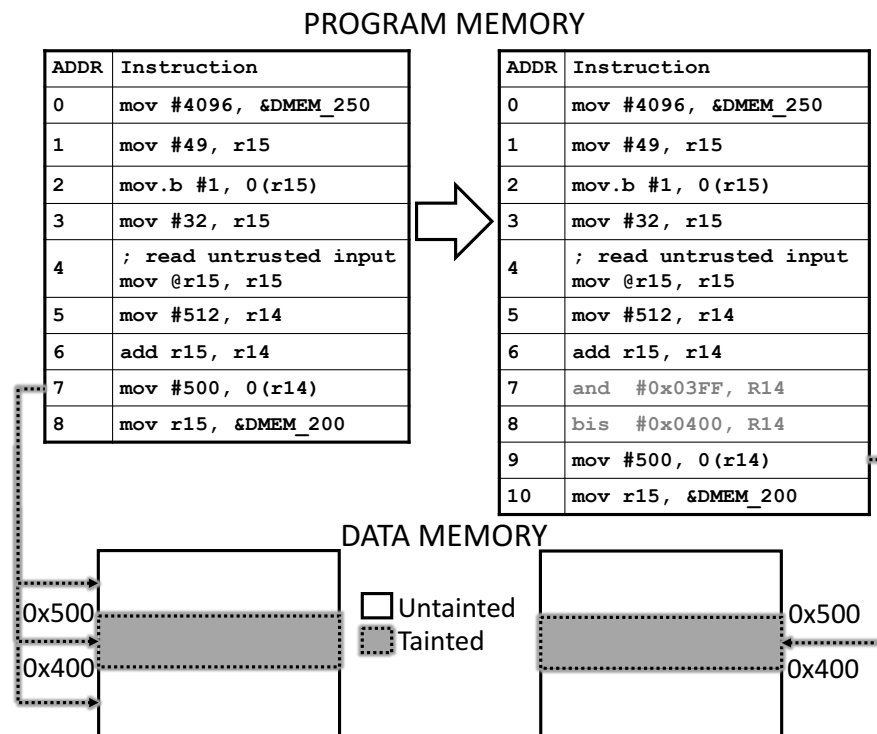 PROGRAM MEMORY
ADDR Instruction
0 mov #4096, &DMEM_250
1 mov #49, r15
2 mov.b #1, 0(r15)
3 mov #32, r15
4 ; read untrusted input
mov @r15, r15
5 mov #512, r14
6 add r15, r14
7 mov #500, 0(r14)
8 mov r15, &DMEM_200
ADDR Instruction
0 mov #4096, &DMEM_250
1 mov #49, r15
2 mov.b #1, 0(r15)
3 mov #32, r15
4 ; read untrusted input
mov @r15, r15
5 mov #512, r14
6 add r15, r14
7 and #0x03FF, R14
8 bis #0x0400, R14
9 mov #500, 0(r14)
10 mov r15, &DMEM_200
DATA MEMORY
0x500
0x400
Untainted
Tainted
0x500
0x400